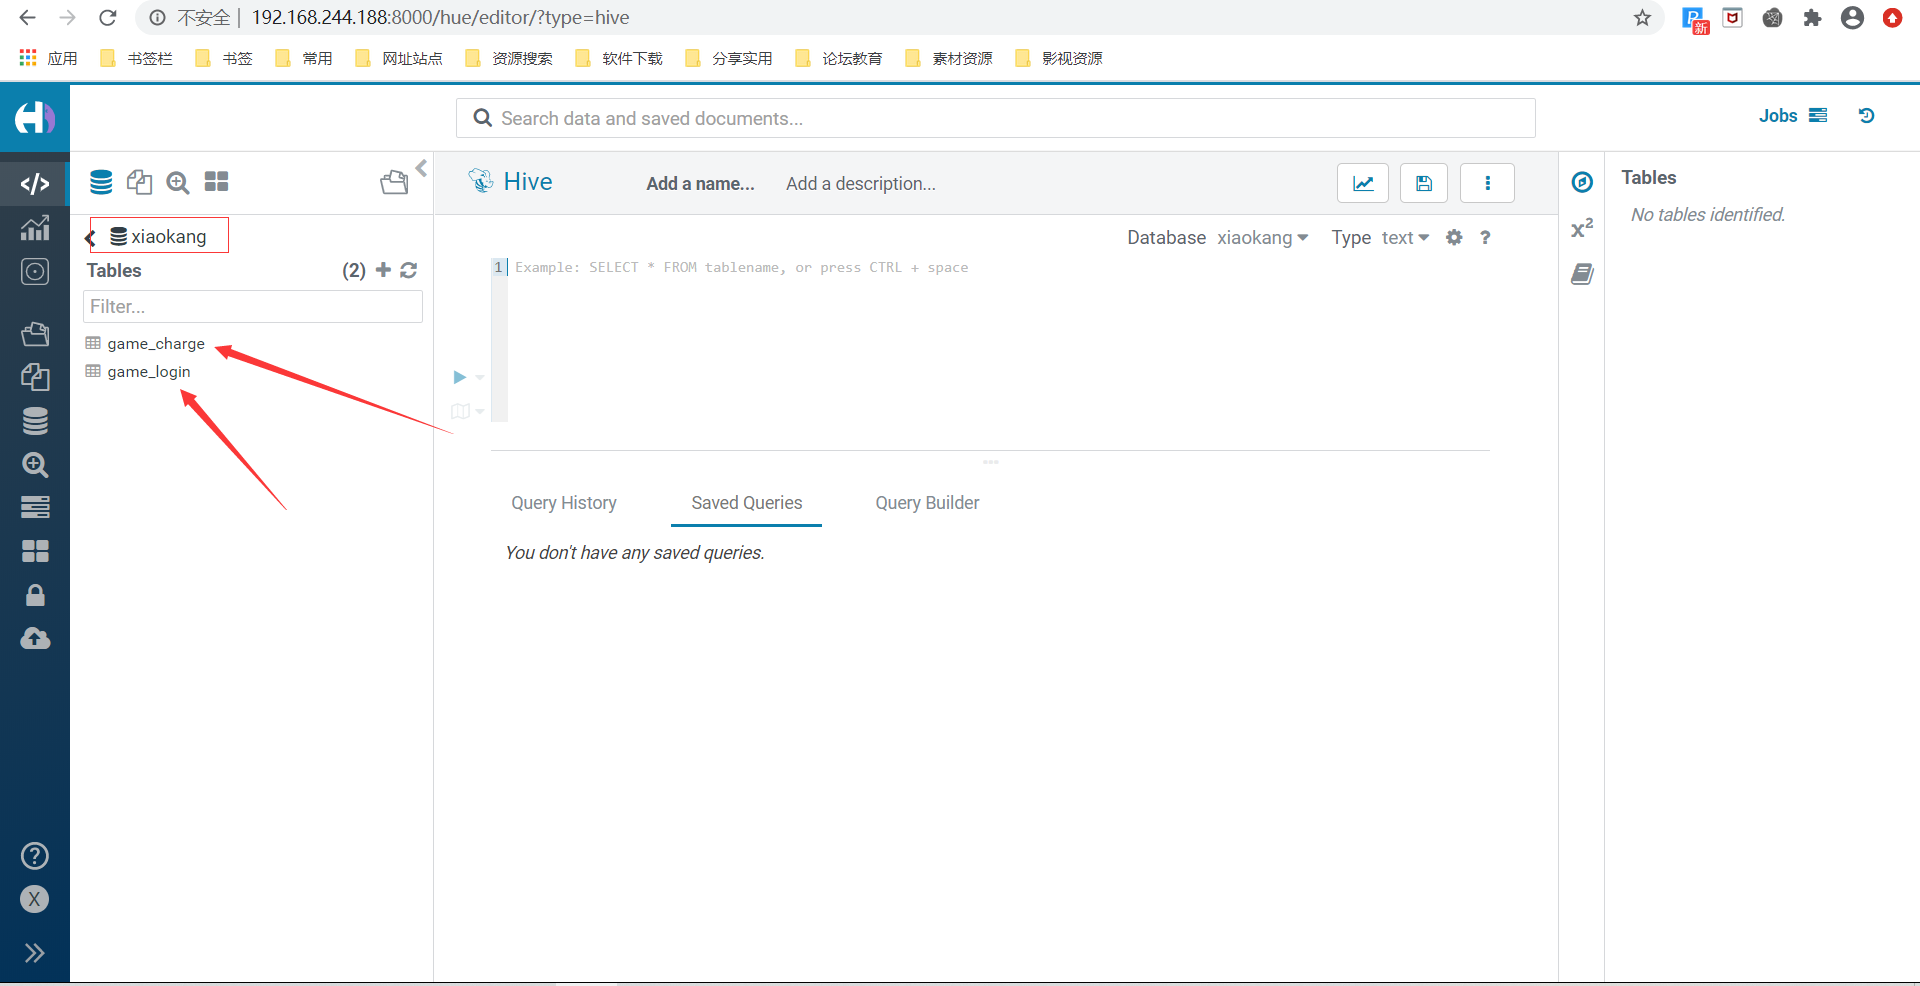 不安全 | 192.168.244.188:8000/hue/editor/?type=hive
新
应用 书签栏 书签 常用 网址站点 资源搜索 软件下载 分享实用 论坛教育 素材资源 影视资源
Search data and saved documents...
Jobs
Hive
Add a name...
Add a description...
Tables
No tables identified.
xiaokang
Tables
(2)
Filter...
game_charge
game_login
Database xiaokang Type text ?
1 Example: SELECT * FROM tablename, or press CTRL + space
x²
Query History
Saved Queries
Query Builder
You don't have any saved queries.
?
X